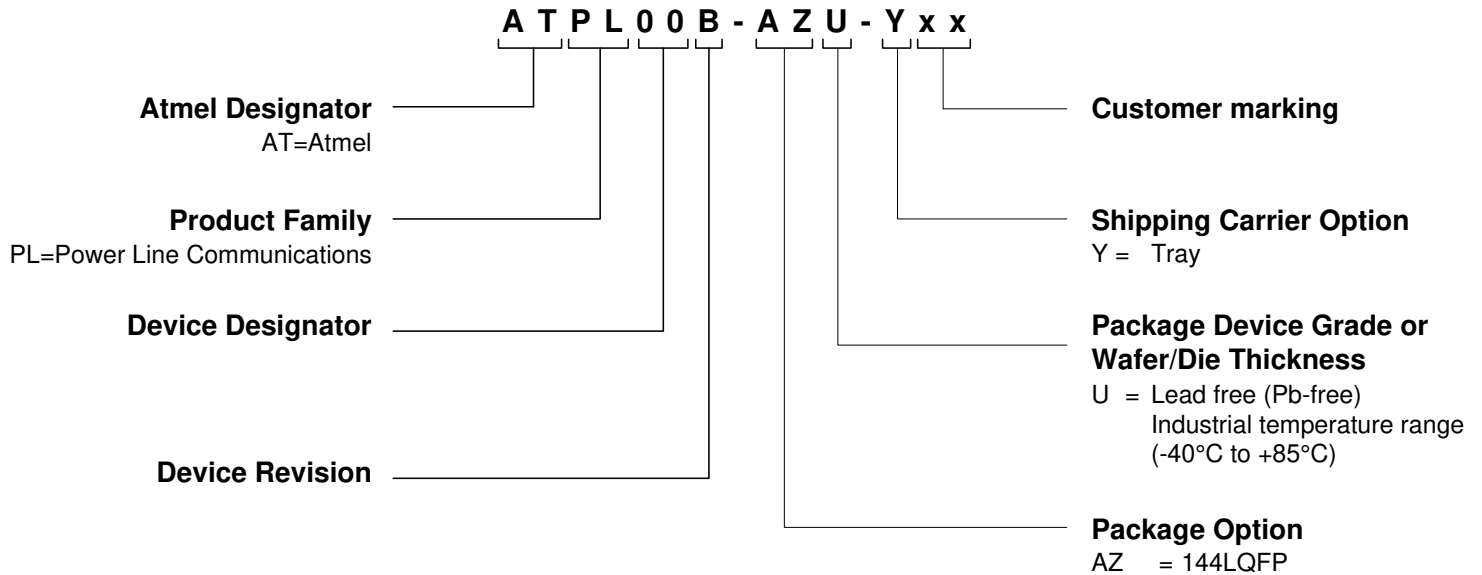 A T P L 0 0 B - A Z U - Y x x
Atmel Designator
AT=Atmel
Product Family
PL=Power Line Communications
Device Designator
Device Revision
Customer marking
Shipping Carrier Option
Y = Tray
Package Device Grade or
Wafer/Die Thickness
U = Lead free (Pb-free)
Industrial temperature range
(-40°C to +85°C)
Package Option
AZ = 144LQFP